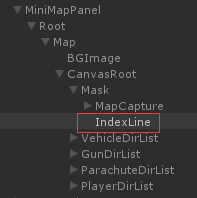 MiniMapPanel
Root
Map
BGImage
CanvasRoot
Mask
MapCapture
IndexLine
VehicleDirList
GunDirList
ParachuteDirList
PlayerDirList